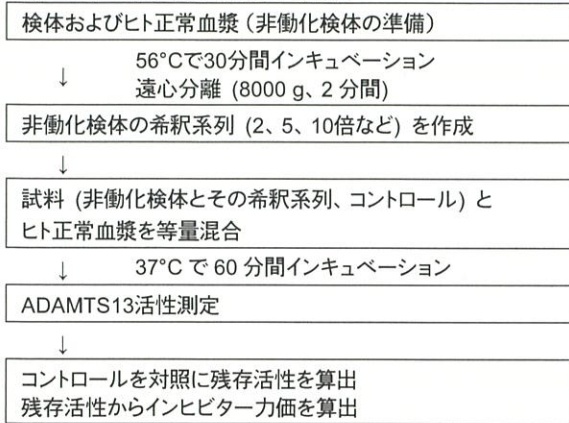 検体およびヒト正常血漿（非働化検体の準備）
↓
56°Cで30分間インキュベーション
遠心分離 (8000 g、2 分間)
非働化検体の希釈系列 (2、5、10倍など) を作成
↓
試料 (非働化検体とその希釈系列、コントロール) と
ヒト正常血漿を等量混合
↓ 37°C で 60 分間インキュベーション
ADAMTS13活性測定
↓
コントロールを対照に残存活性を算出
残存活性からインヒビター力価を算出